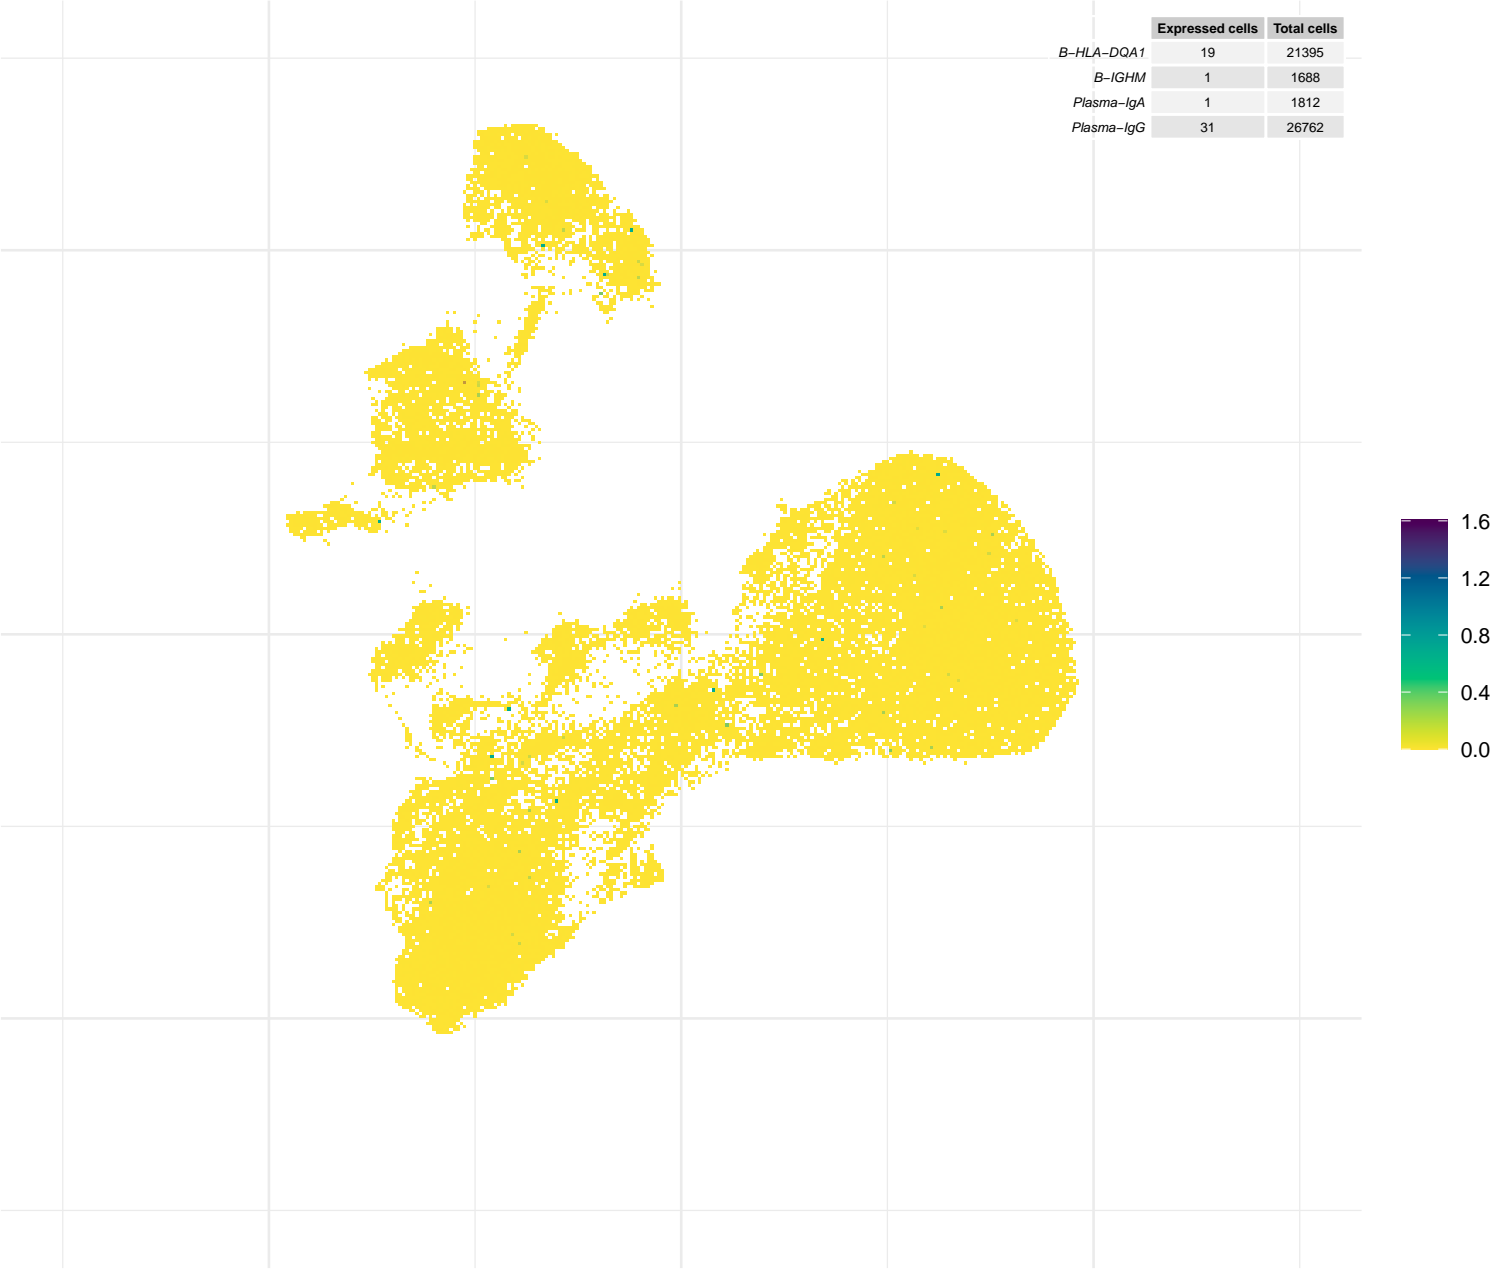 Expressed cells Total cells
B−HLA−DQA1 19 21395
B−IGHM 1 1688
Plasma−IgA 1 1812
Plasma−IgG 31 26762
1.6
1.2
0.8
0.4
0.0